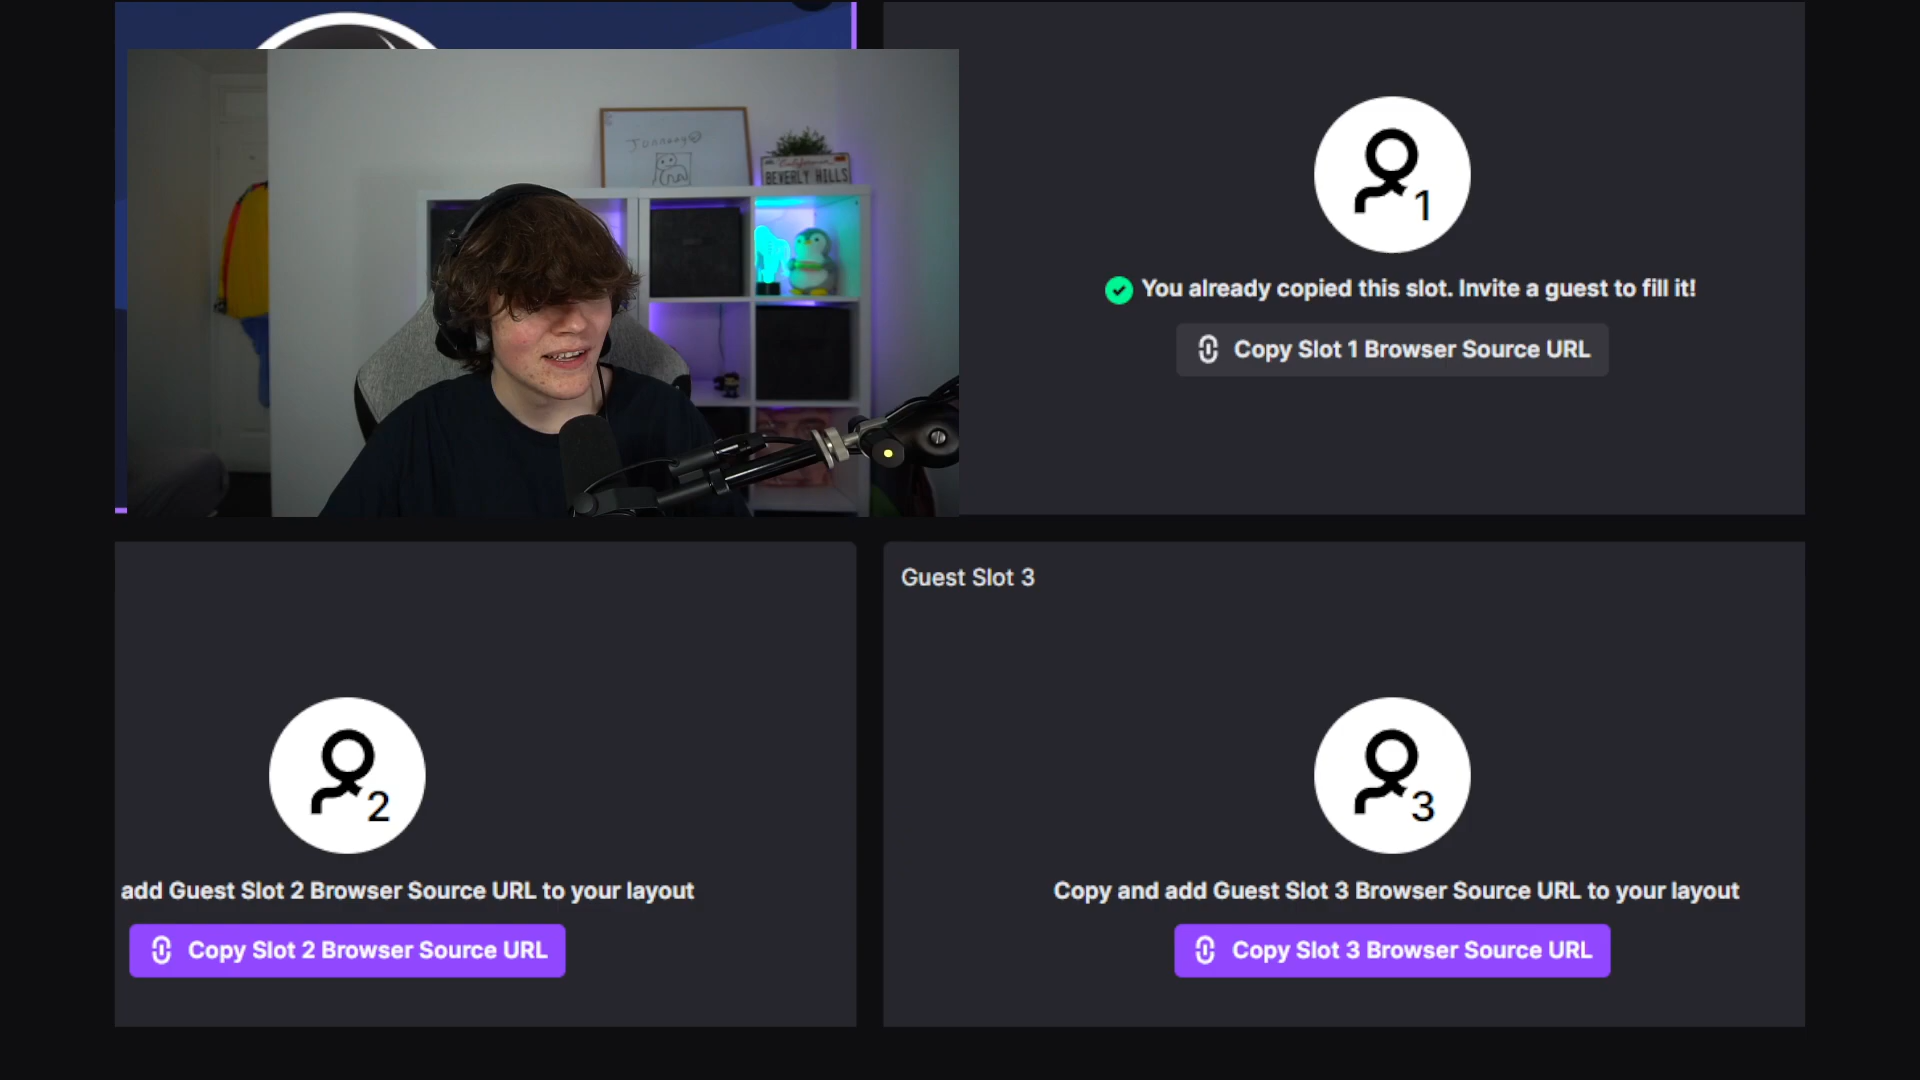 Jonnany
California
BEVERLY HILLS
1
You already copied this slot. Invite a guest to fill it!
Copy Slot 1 Browser Source URL
Guest Slot 3
2
3
add Guest Slot 2 Browser Source URL to your layout
Copy and add Guest Slot 3 Browser Source URL to your layout
Copy Slot 2 Browser Source URL
Copy Slot 3 Browser Source URL